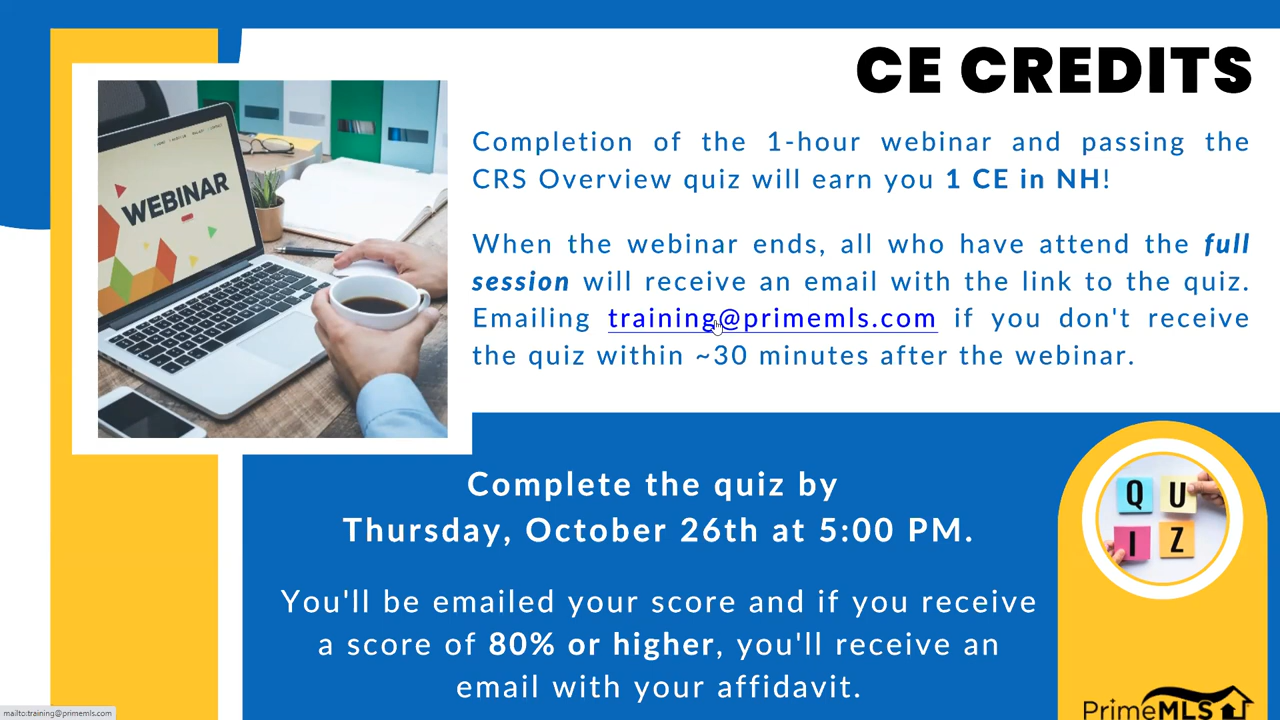 CE CREDITS
WEBINAR
Completion of the 1-hour webinar and passing the
CRS Overview quiz will earn you 1 CE in NH!
When the webinar ends, all who have attend the full
session will receive an email with the link to the quiz.
Emailing training@primemls.com if you don't receive
the quiz within ~30 minutes after the webinar.
Complete the quiz by
Thursday, October 26th at 5:00 PM.
You'll be emailed your score and if you receive
a score of 80% or higher, you'll receive an
email with your affidavit.
Q U
I Z
PrimeMLS
mailto:training@primemls.com